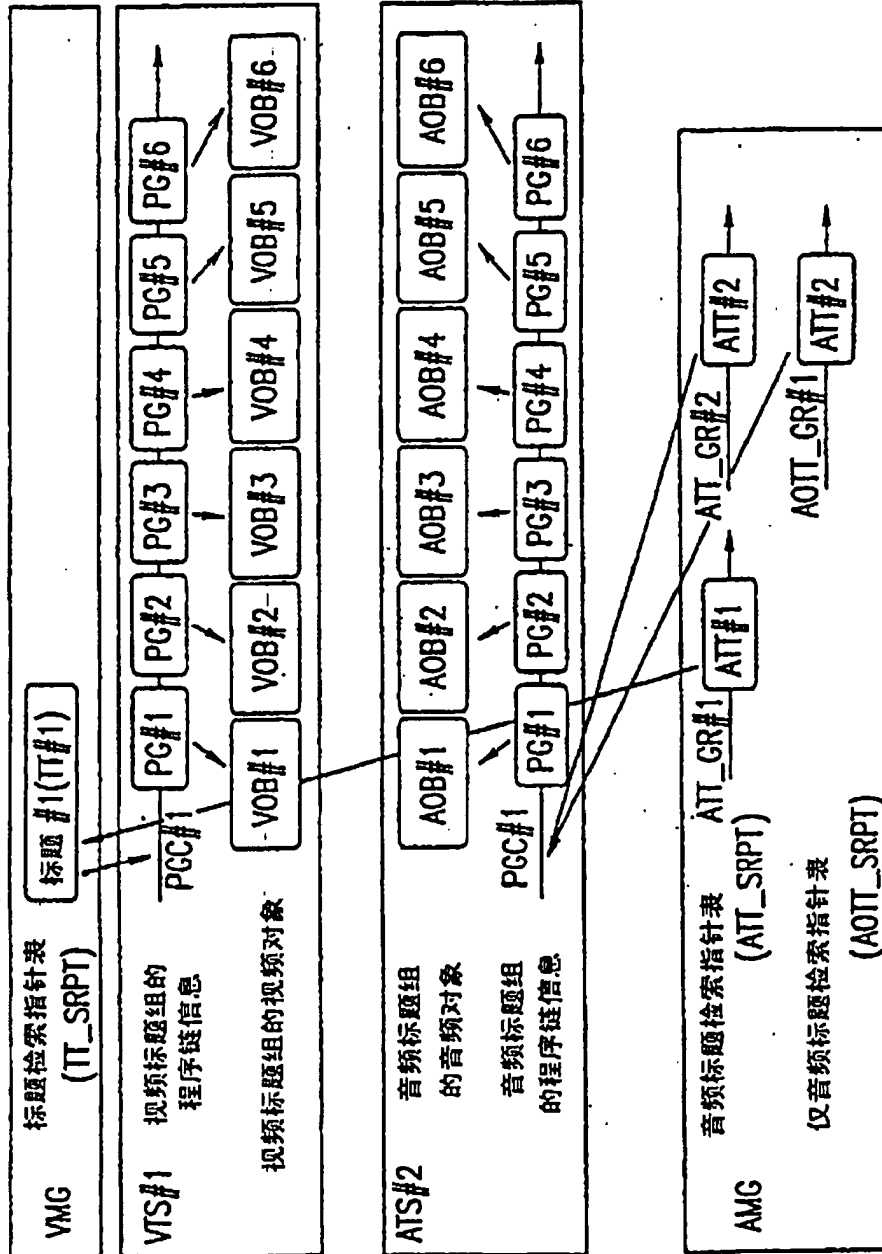 VMG
标题检索指针表
(TT_SRPT)
标题 #1(TT#1)
VTS#1
视频标题组的
程序链信息
PGC#1
PG#1
PG#2
PG#3
PG#4
PG#5
PG#6
视频标题组的视频对象
VOB#1
VOB#2
VOB#3
VOB#4
VOB#5
VOB#6
ATS#2
音频标题组
的音频对象
AOB#1
AOB#2
AOB#3
AOB#4
AOB#5
AOB#6
音频标题组
的程序链信息
PGC#1
PG#1
PG#2
PG#3
PG#4
PG#5
PG#6
AMG
音频标题检索指针表
(ATT_SRPT)
ATT_GR#1
ATT#1
ATT_GR#2
ATT#2
仅音频标题检索指针表
(AOTT_SRPT)
AOTT_GR#1
ATT#2